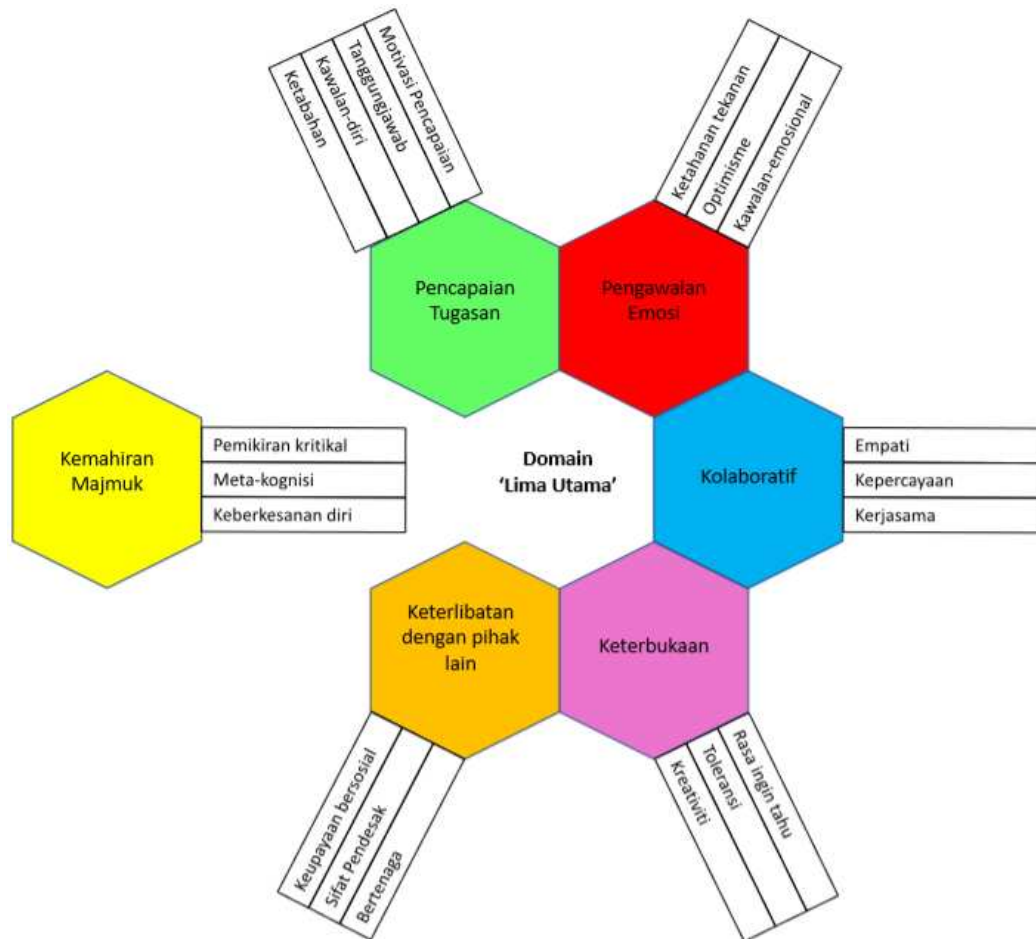 Ketabahan
Kawalan-diri
Tanggungjawab
Motivasi Pencapaian
Ketahanan tekanan
Optimisme
Kawalan-emosional
Pencapaian
Tugasan
Pengawalan
Emosi
Kemahiran
Majmuk
Pemikiran kritikal
Meta-kognisi
Keberkesanan diri
Domain
‘Lima Utama’
Kolaboratif
Empati
Kepercayaan
Kerjasama
Keterlibatan
dengan pihak
lain
Keterbukaan
Keupayaan bersosial
Sifat Pendesak
Bertenaga
Kreativiti
Toleransi
Rasa ingin tahu